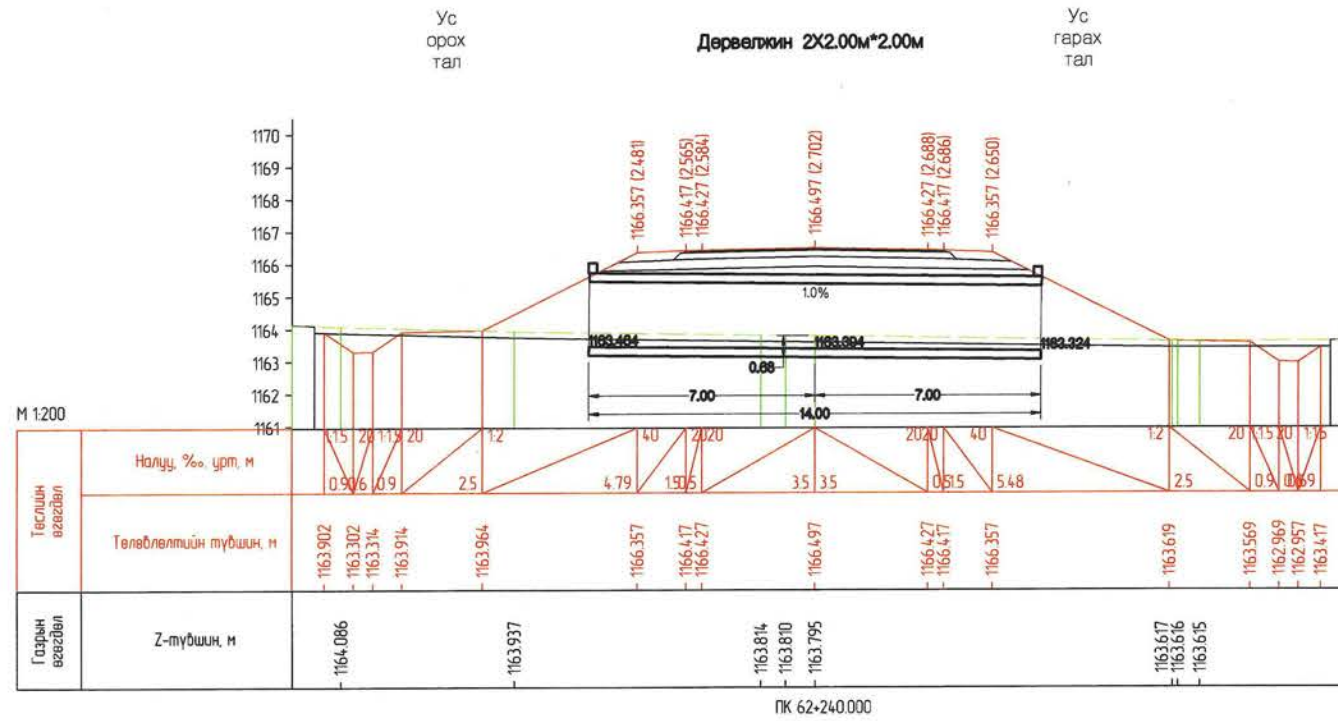 Ус
орох
тал
Дөрвөлжин 2X2.00м*2.00м
Ус
гарах
тал
1170
1169
1168
1167
1166
1165
1164
1163
1162
1161
1166.357 (2.481)
1166.417 (2.565)
1166.427 (2.584)
1166.497 (2.702)
1166.427 (2.688)
1166.417 (2.686)
1166.357 (2.650)
1.0%
1163.464
1163.394
1163.324
0.68
7.00
7.00
14.00
М 1:200
Төслийн өгөгдөл
Налуу, ‰, урт, м
1:1.5 20 1:1.5 20 1:2 40 20 20 20 20 40 1:2 20 1:1.5 20 1:1.5
0.9 0.6 0.9 2.5 4.79 1.5 0.5 3.5 3.5 0.5 1.5 5.48 2.5 0.9 0.6 0.69
Төлөвлөлтийн түвшин, м
1163.902 1163.302 1163.314 1163.914 1163.964 1166.357 1166.417 1166.427 1166.497 1166.427 1166.417 1166.357 1163.619 1163.569 1162.969 1162.957 1163.417
Газрын өгөгдөл
Z-түвшин, м
1164.086 1163.937 1163.814 1163.810 1163.795 1163.617 1163.616 1163.615
ПК 62+240.000